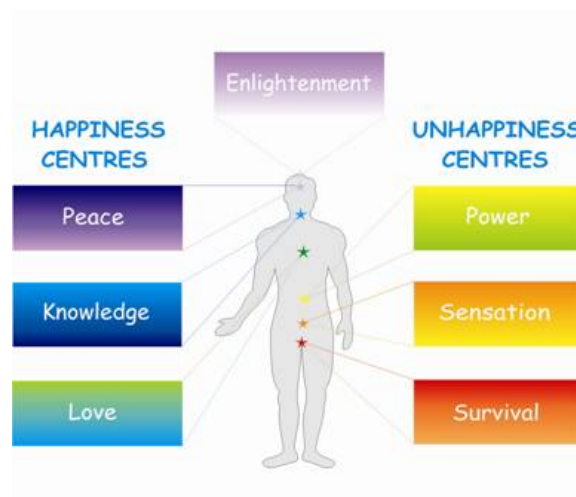 Enlightenment
HAPPINESS
CENTRES
Peace
Knowledge
Love
UNHAPPINESS
CENTRES
Power
Sensation
Survival